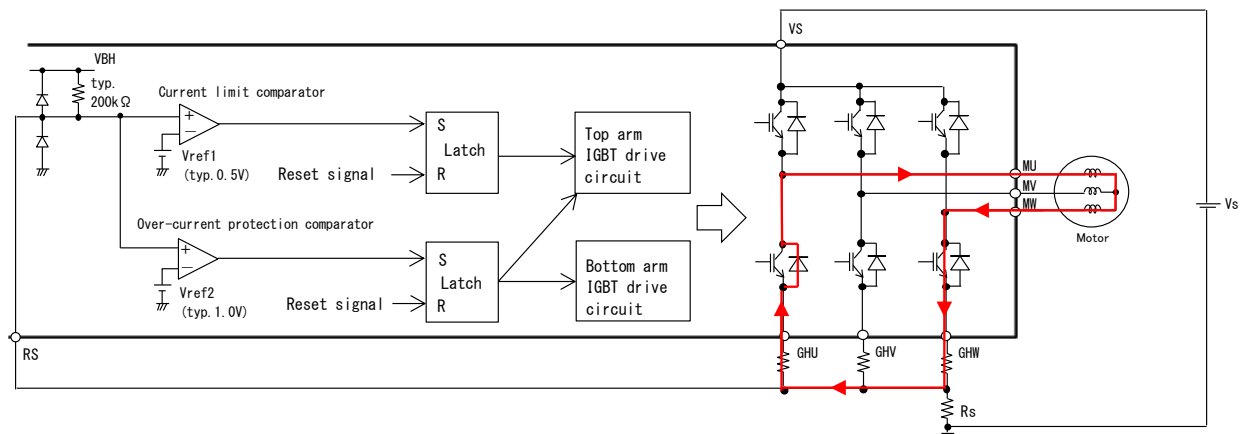 VS
VBH
typ.
200kΩ
Current limit comparator
+
−
Vref1
(typ.0.5V)
Reset signal
S
Latch
R
Top arm
IGBT drive
circuit
MU
MV
MW
Motor
Vs
Over-current protection comparator
+
−
Vref2
(typ.1.0V)
Reset signal
S
Latch
R
Bottom arm
IGBT drive
circuit
RS
GHU
GHV
GHW
Rs